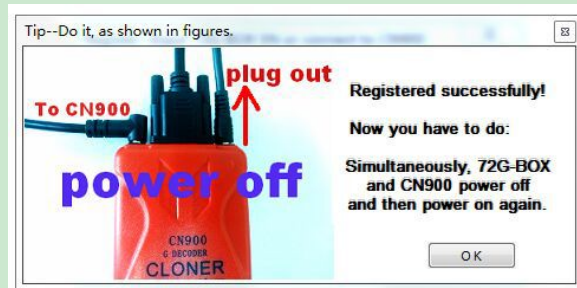 Tip--Do it, as shown in figures.
plug out
To CN900
power off
CN900
G DECODER
CLONER
Registered successfully!
Now you have to do:
Simultaneously, 72G-BOX
and CN900 power off
and then power on again.
OK